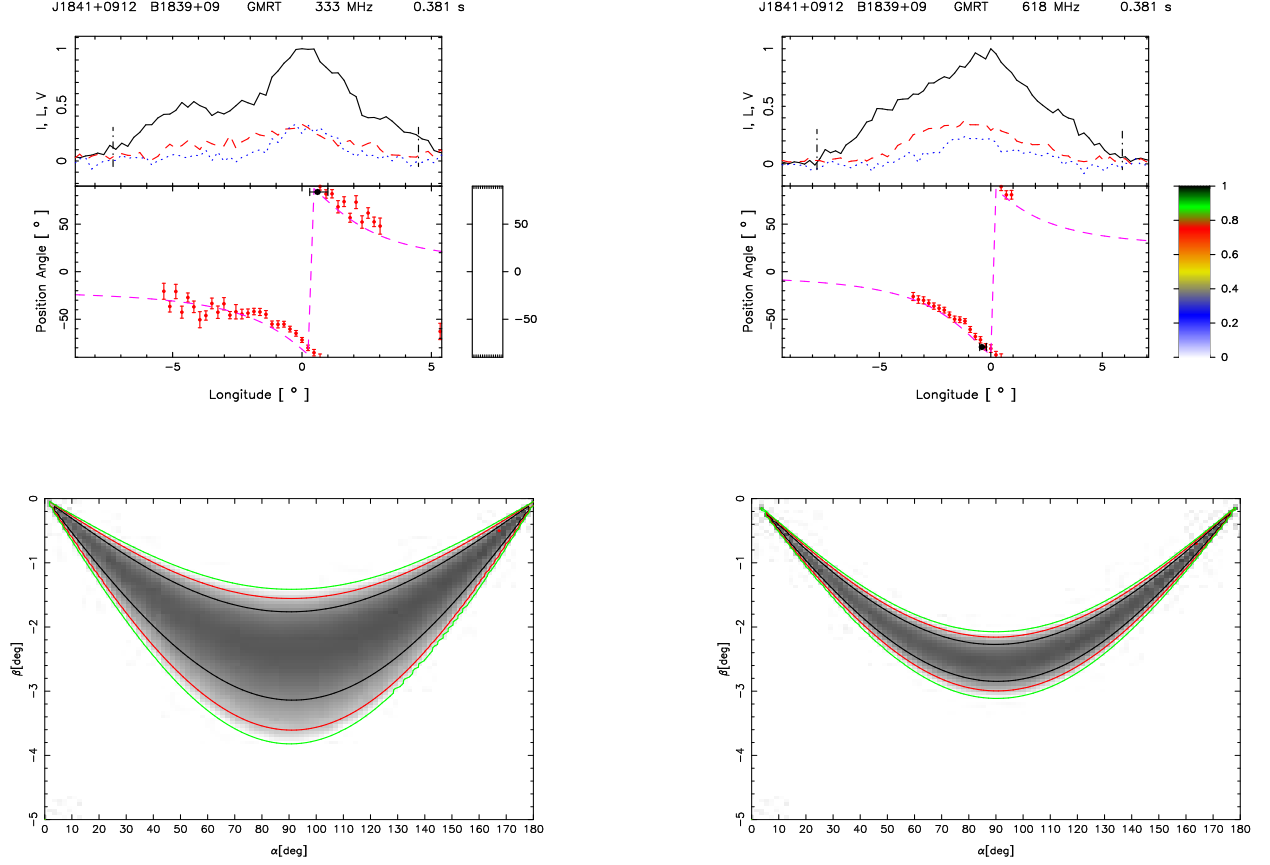 J1841+0912 B1839+09 GMRT 333 MHz 0.381 s
1
0.5
0
I, L, V
50
0
−50
Position Angle [ ° ]
50
0
−50
−5 0 5
Longitude [ ° ]
J1841+0912 B1839+09 GMRT 618 MHz 0.381 s
1
0.5
0
I, L, V
50
0
−50
Position Angle [ ° ]
1
0.8
0.6
0.4
0.2
0
−5 0 5
Longitude [ ° ]
0
−1
−2
−3
−4
−5
β[deg]
0 10 20 30 40 50 60 70 80 90 100 110 120 130 140 150 160 170 180
α[deg]
0
−1
−2
−3
−4
−5
β[deg]
0 10 20 30 40 50 60 70 80 90 100 110 120 130 140 150 160 170 180
α[deg]